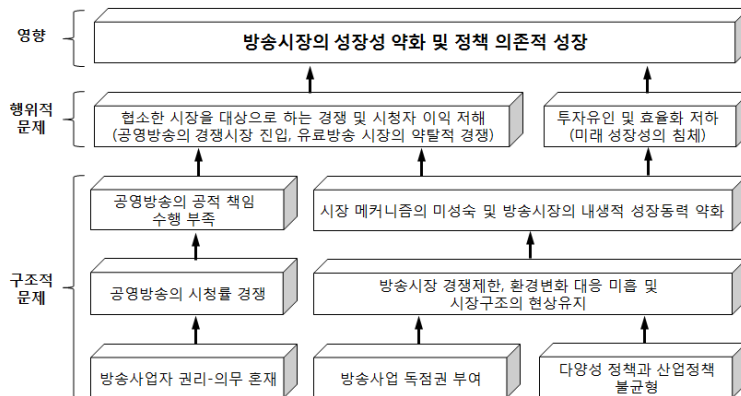 영향
방송시장의 성장성 약화 및 정책 의존적 성장
행위적
문제
협소한 시장을 대상으로 하는 경쟁 및 시청자 이익 저해
(공영방송의 경쟁시장 진입, 유료방송 시장의 약탈적 경쟁)
투자유인 및 효율화 저하
(미래 성장성의 침체)
구조적
문제
공영방송의 공적 책임
수행 부족
시장 메커니즘의 미성숙 및 방송시장의 내생적 성장동력 약화
공영방송의 시청률 경쟁
방송시장 경쟁제한, 환경변화 대응 미흡 및
시장구조의 현상유지
방송사업자 권리-의무 혼재
방송사업 독점권 부여
다양성 정책과 산업정책
불균형